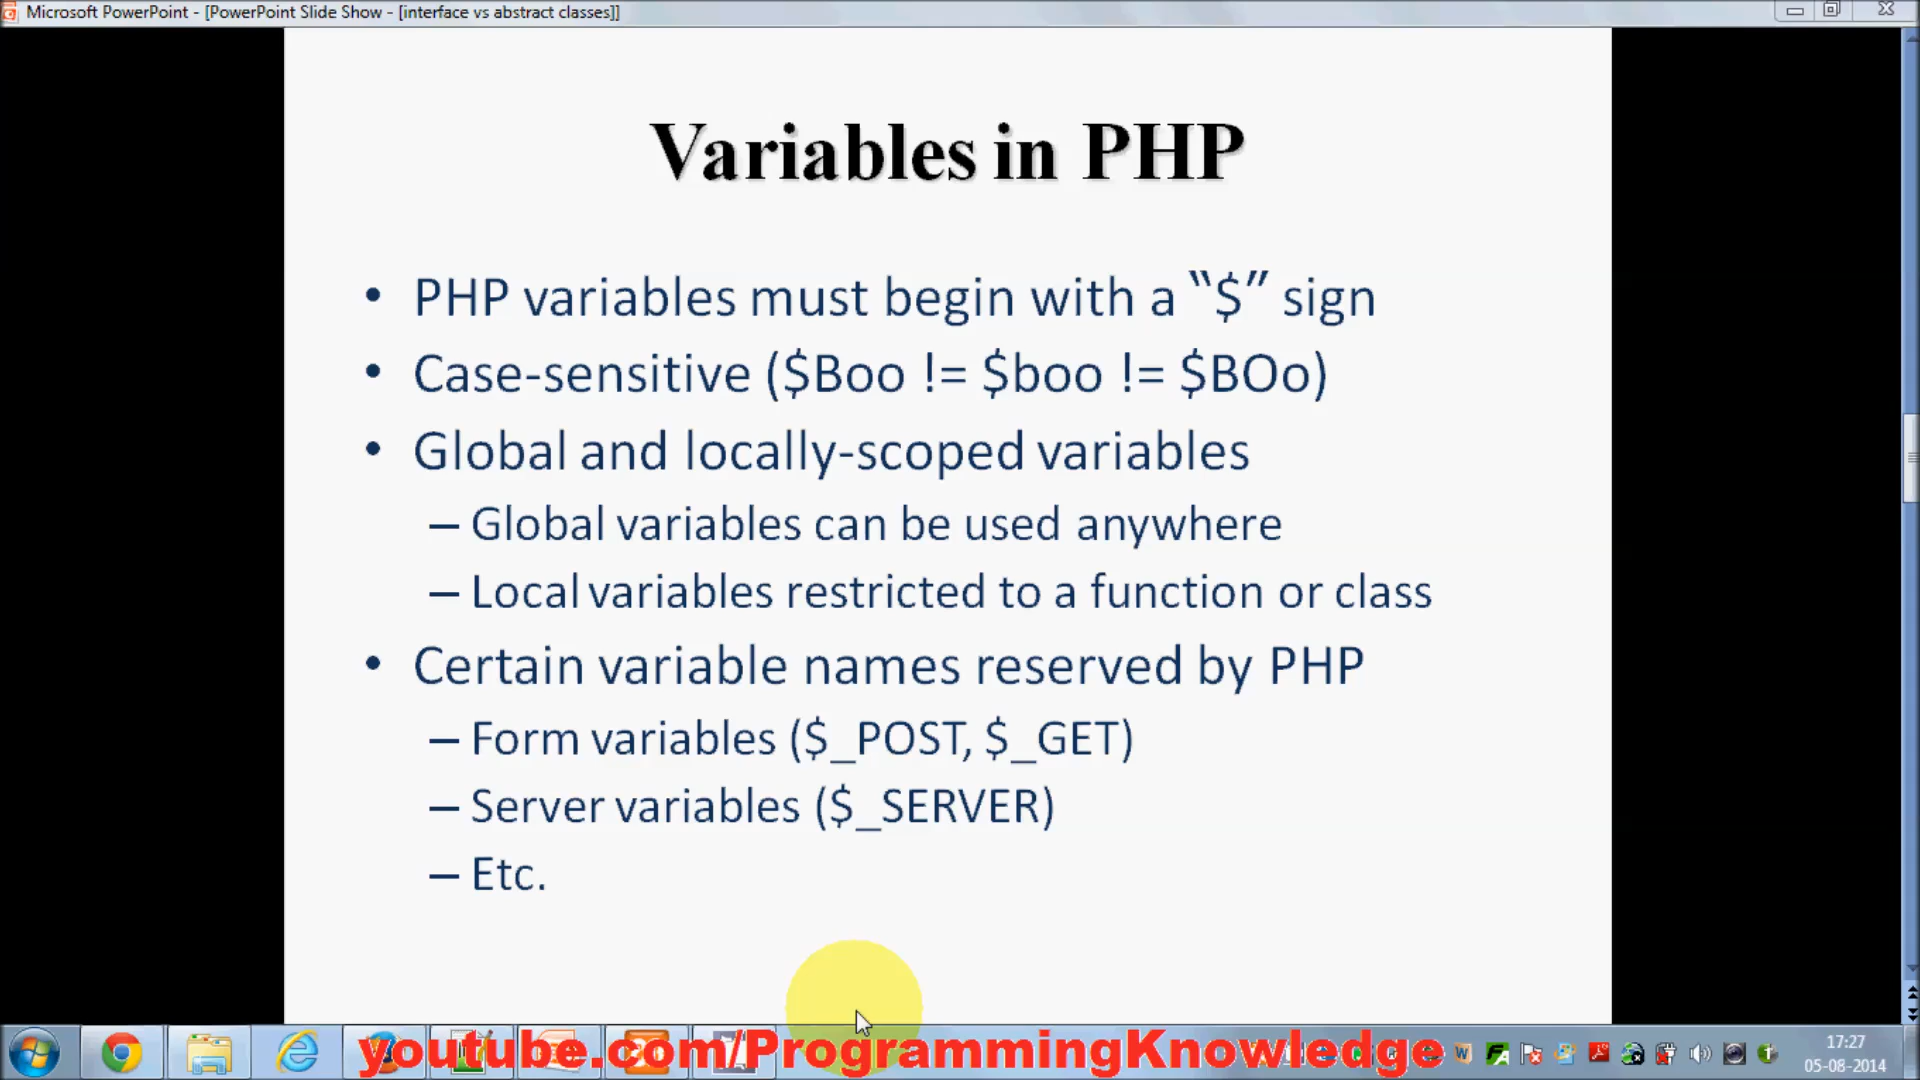 Microsoft PowerPoint - [PowerPoint Slide Show - [interface vs abstract classes]]
Variables in PHP
• PHP variables must begin with a “$” sign
• Case-sensitive ($Boo != $boo != $BOo)
• Global and locally-scoped variables
– Global variables can be used anywhere
– Local variables restricted to a function or class
• Certain variable names reserved by PHP
– Form variables ($_POST, $_GET)
– Server variables ($_SERVER)
– Etc.
youtube.com/ProgrammingKnowledge
17:27
05-08-2014